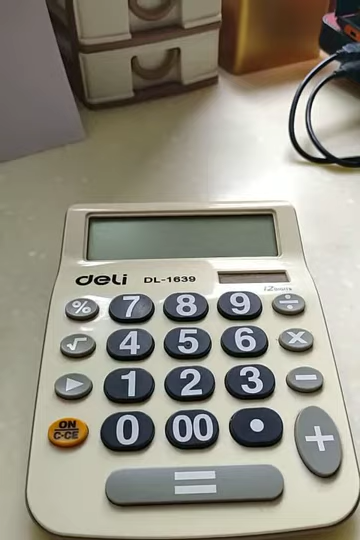 deli DL-1639
12 DIGITS
% 7 8 9 ÷
√ 4 5 6 ×
▶ 1 2 3 −
ON
C·CE 0 00 • +
=